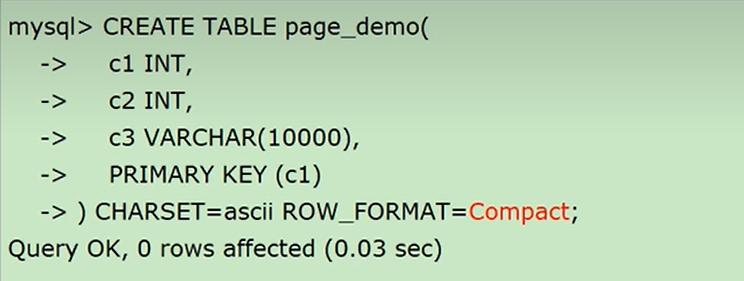 mysql> CREATE TABLE page_demo(
-> c1 INT,
-> c2 INT,
-> c3 VARCHAR(10000),
-> PRIMARY KEY (c1)
-> ) CHARSET=ascii ROW_FORMAT=Compact;
Query OK, 0 rows affected (0.03 sec)